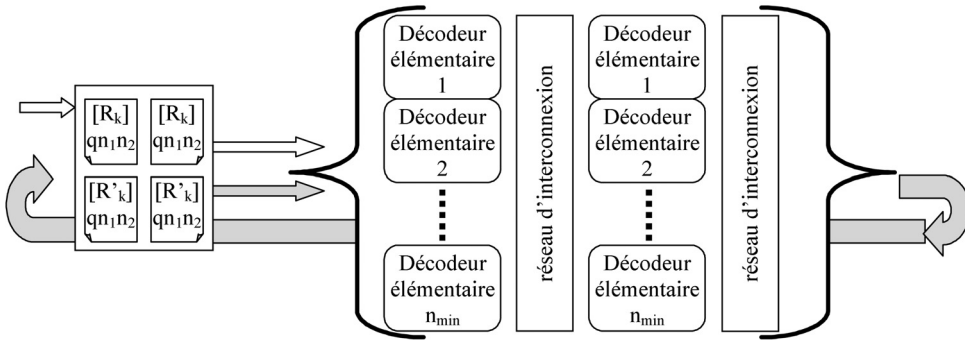 [Rₖ]
qn₁n₂
[Rₖ]
qn₁n₂
[R’ₖ]
qn₁n₂
[R’ₖ]
qn₁n₂
Décodeur
élémentaire
1
Décodeur
élémentaire
2
Décodeur
élémentaire
nₘᵢₙ
réseau d’interconnexion
Décodeur
élémentaire
1
Décodeur
élémentaire
2
Décodeur
élémentaire
nₘᵢₙ
réseau d’interconnexion